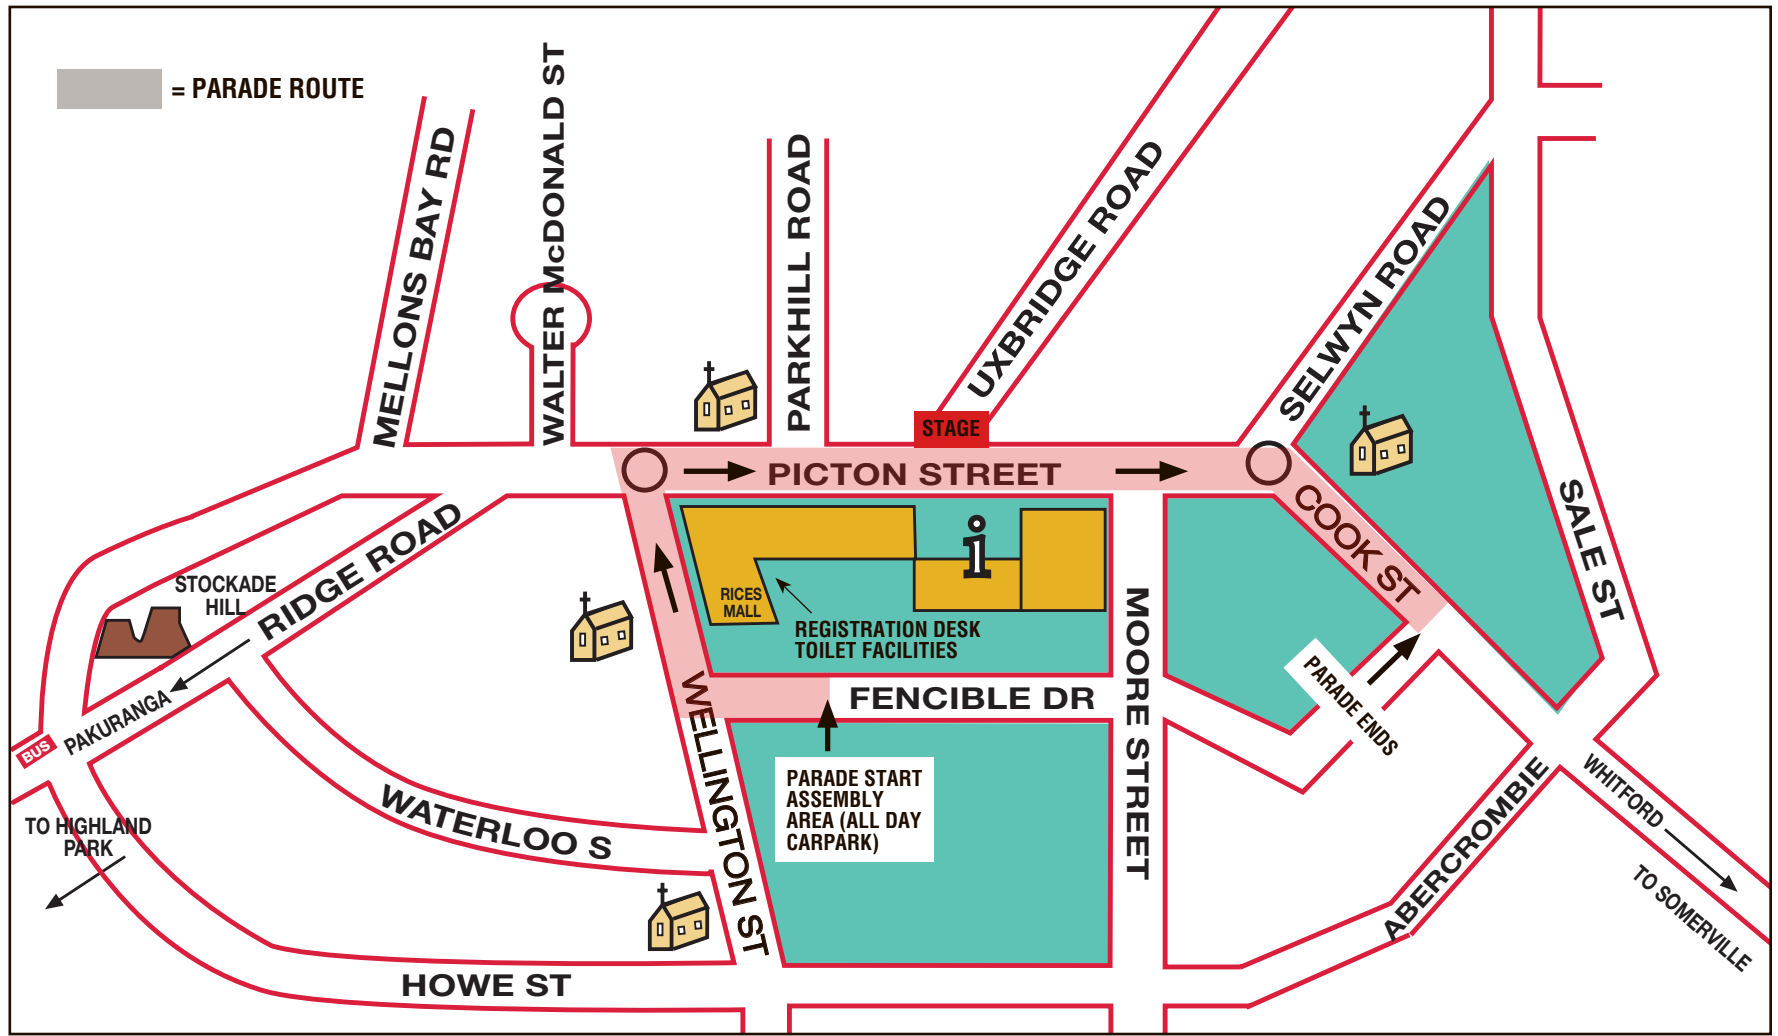 = PARADE ROUTE
MELLONS BAY RD
WALTER McDONALD ST
PARKHILL ROAD
UXBRIDGE ROAD
SELWYN ROAD
STAGE
PICTON STREET
COOK ST
SALE ST
RIDGE ROAD
STOCKADE
HILL
RICES
MALL
i
REGISTRATION DESK
TOILET FACILITIES
MOORE STREET
PARADE ENDS
FENCIBLE DR
WELLINGTON ST
PAKURANGA
BUS
PARADE START
ASSEMBLY
AREA (ALL DAY
CARPARK)
WATERLOO S
TO HIGHLAND
PARK
ABERCROMBIE
WHITFORD
TO SOMERVILLE
HOWE ST